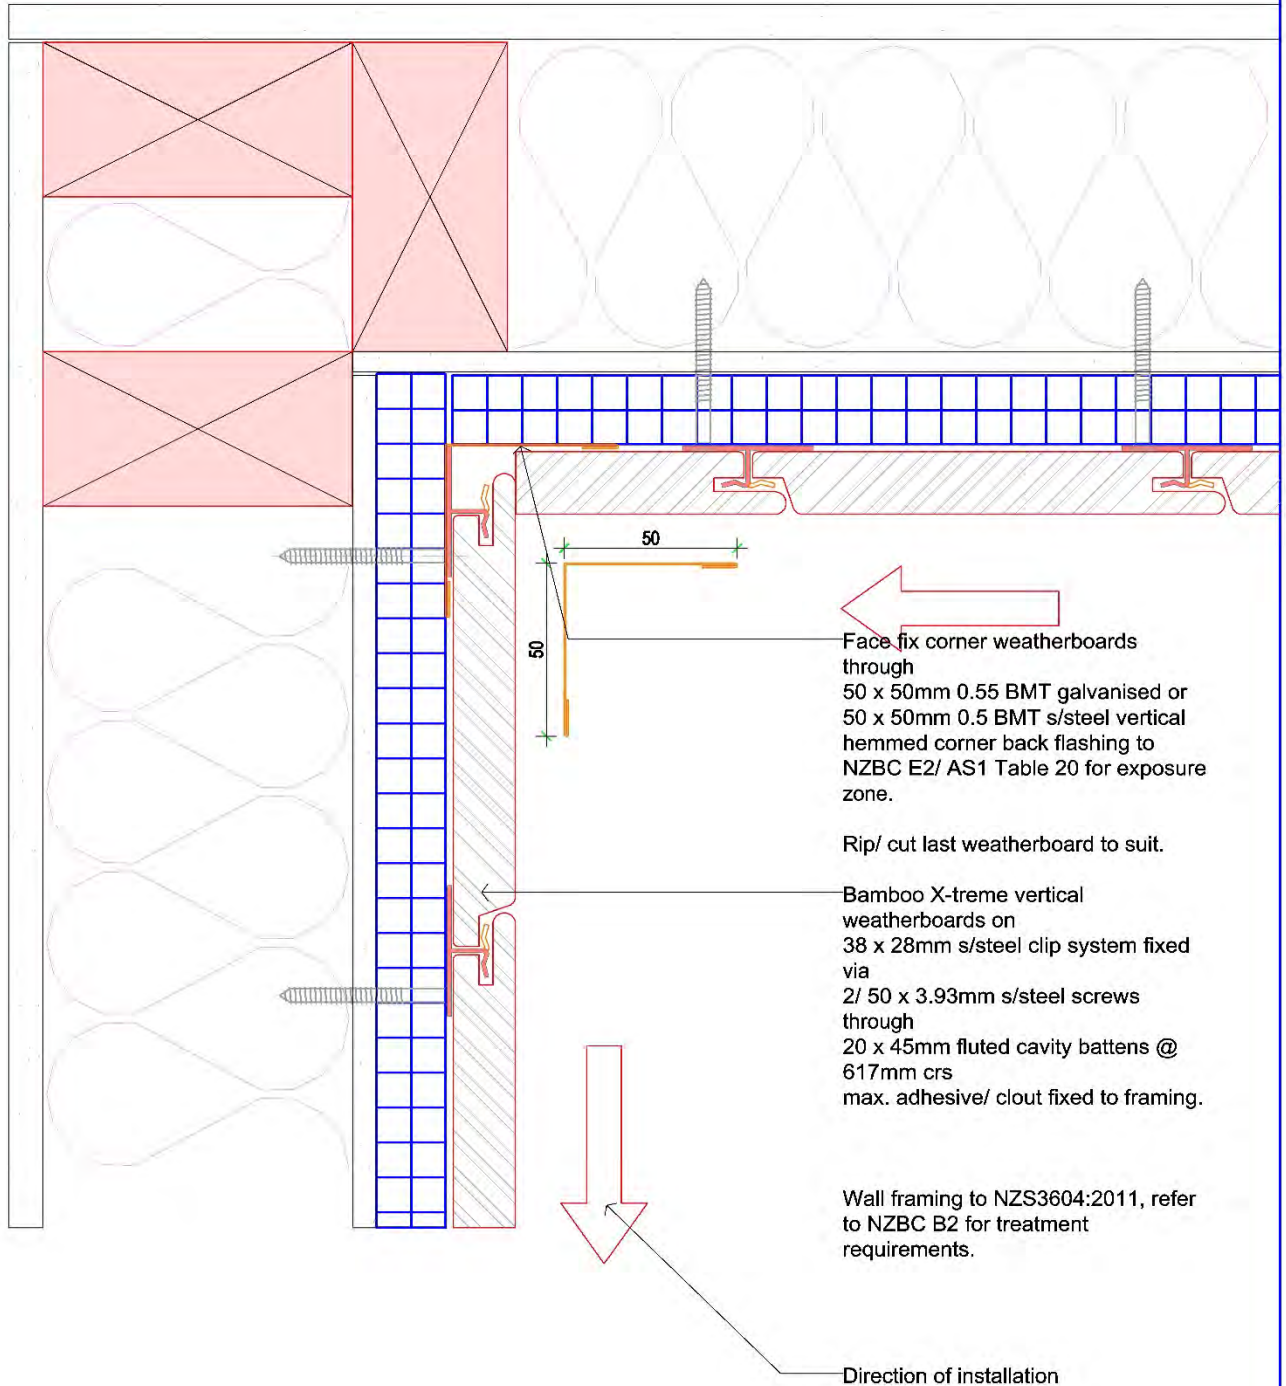 50
50
Face fix corner weatherboards
through
50 x 50mm 0.55 BMT galvanised or
50 x 50mm 0.5 BMT s/steel vertical
hemmed corner back flashing to
NZBC E2/ AS1 Table 20 for exposure
zone.
Rip/ cut last weatherboard to suit.
Bamboo X-treme vertical
weatherboards on
38 x 28mm s/steel clip system fixed
via
2/ 50 x 3.93mm s/steel screws
through
20 x 45mm fluted cavity battens @
617mm crs
max. adhesive/ clout fixed to framing.
Wall framing to NZS3604:2011, refer
to NZBC B2 for treatment
requirements.
Direction of installation